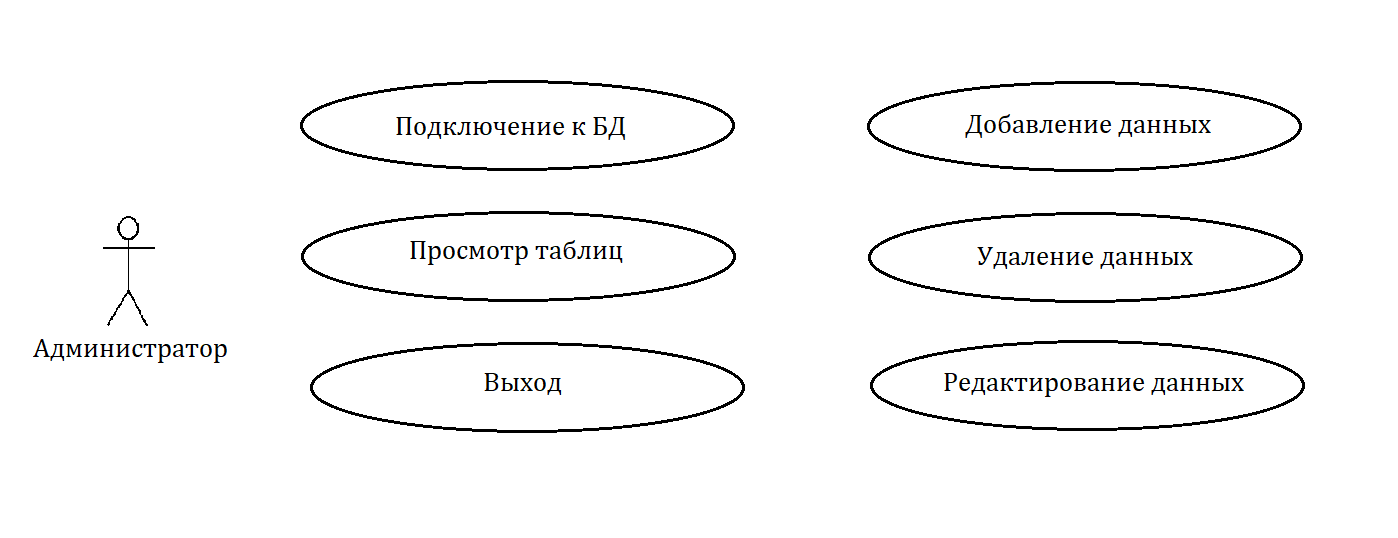 Подключение к БД
Добавление данных
Просмотр таблиц
Удаление данных
Администратор
Выход
Редактирование данных